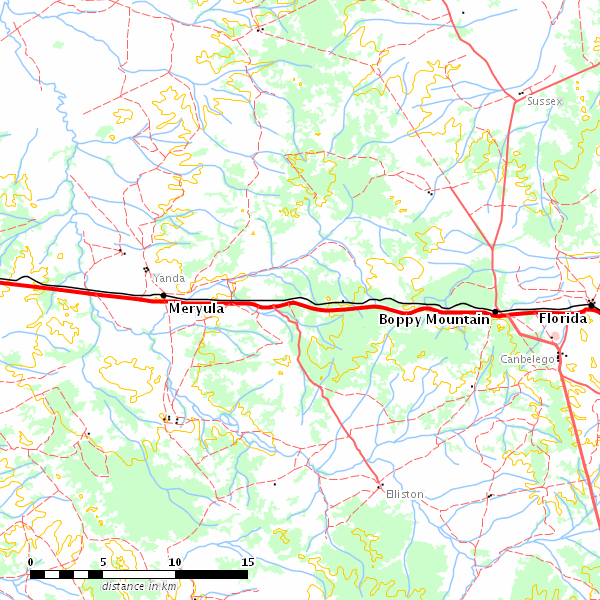 Sussex
Yanda
Meryula
Boppy Mountain
Florida
Canbelego
Elliston
0 5 10 15
distance in km